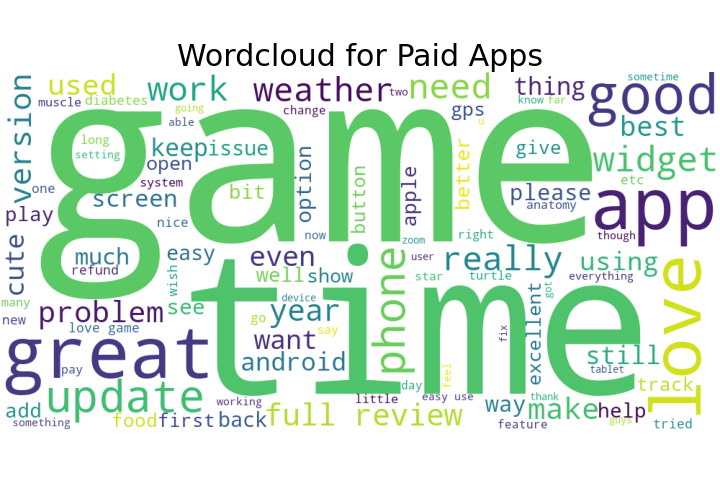 Wordcloud for Paid Apps
used
work
weather
two
need
thing
sometime
good
muscle
diabetes
going
able
change
gps
know
far
u
best
version
long
setting
keep
issue
open
option
button
apple
better
give
widget
one
system
screen
bit
please
etc
anatomy
app
play
nice
game
now
zoom
right
though
cute
much
refund
easy
even
user
really
using
wish
well
show
star
turtle
everything
many
new
problem
see
device
year
phone
got
love
love game
go
say
want
fix
excellent
great
time
android
still
pay
feel
tablet
day
track
update
working
little
easy use
thank
add
something
food
first
back
full review
way
feature
make
help
guys
tried